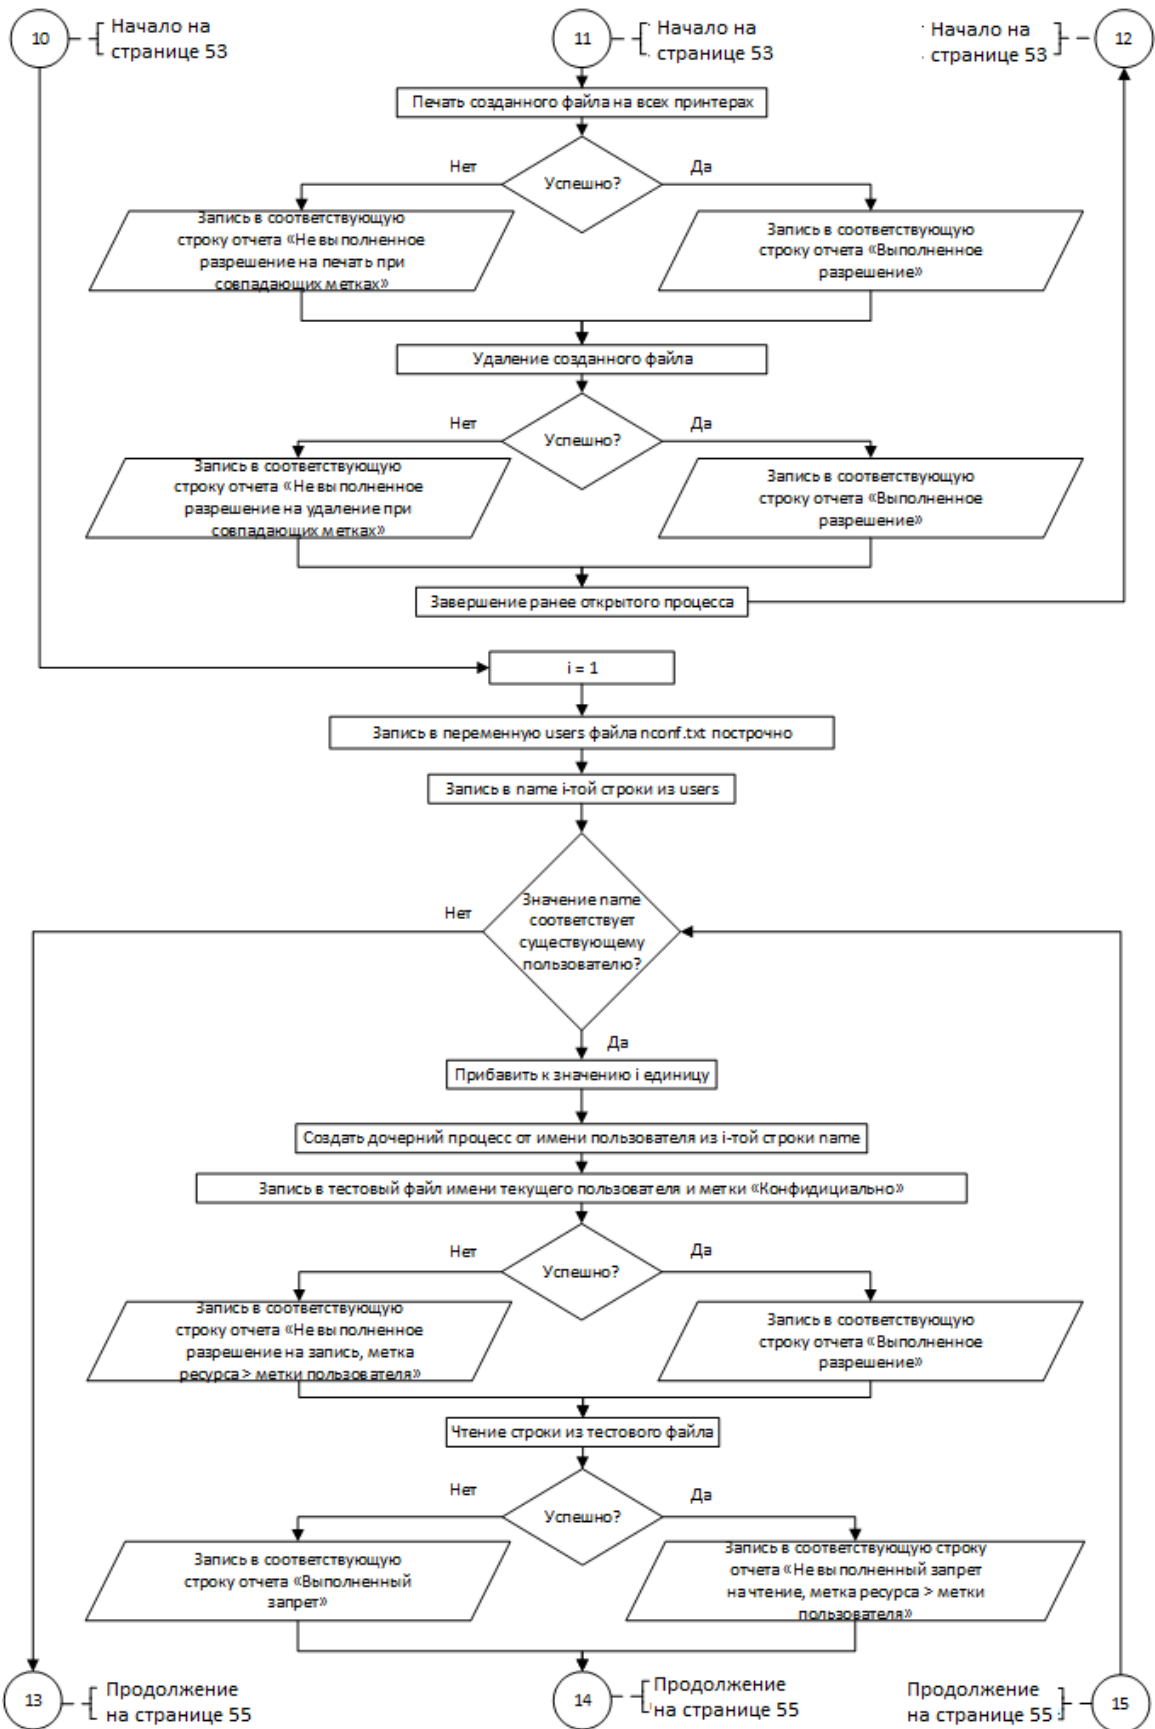 10
Начало на
странице 53
11
Начало на
странице 53
Начало на
странице 53
12
Печать созданного файла на всех принтерах
Успешно?
Нет
Да
Запись в соответствующую
строку отчета «Не выполненное
разрешение на печать при
совпадающих метках»
Запись в соответствующую
строку отчета «Выполненное
разрешение»
Удаление созданного файла
Успешно?
Нет
Да
Запись в соответствующую
строку отчета «Не выполненное
разрешение на удаление при
совпадающих метках»
Запись в соответствующую
строку отчета «Выполненное
разрешение»
Завершение ранее открытого процесса
i = 1
Запись в переменную users файла nconf.txt построчно
Запись в name i-той строки из users
Значение name
соответствует
существующему
пользователю?
Нет
Да
Прибавить к значению i единицу
Создать дочерний процесс от имени пользователя из i-той строки name
Запись в тестовый файл имени текущего пользователя и метки «Конфидициально»
Успешно?
Нет
Да
Запись в соответствующую
строку отчета «Не выполненное
разрешение на запись, метка
ресурса > метки пользователя»
Запись в соответствующую
строку отчета «Выполненное
разрешение»
Чтение строки из тестового файла
Успешно?
Нет
Да
Запись в соответствующую
строку отчета «Выполненный
запрет»
Запись в соответствующую строку
отчета «Не выполненный запрет
на чтение, метка ресурса > метки
пользователя»
13
Продолжение
на странице 55
14
Продолжение
на странице 55
Продолжение
на странице 55
15